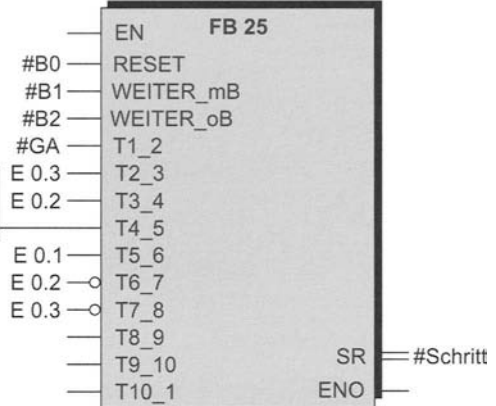 EN FB 25
#B0 RESET
#B1 WEITER_mB
#B2 WEITER_oB
#GA T1_2
E 0.3 T2_3
E 0.2 T3_4
T4_5
E 0.1 T5_6
E 0.2 T6_7
E 0.3 T7_8
T8_9
T9_10
SR #Schritt
T10_1 ENO